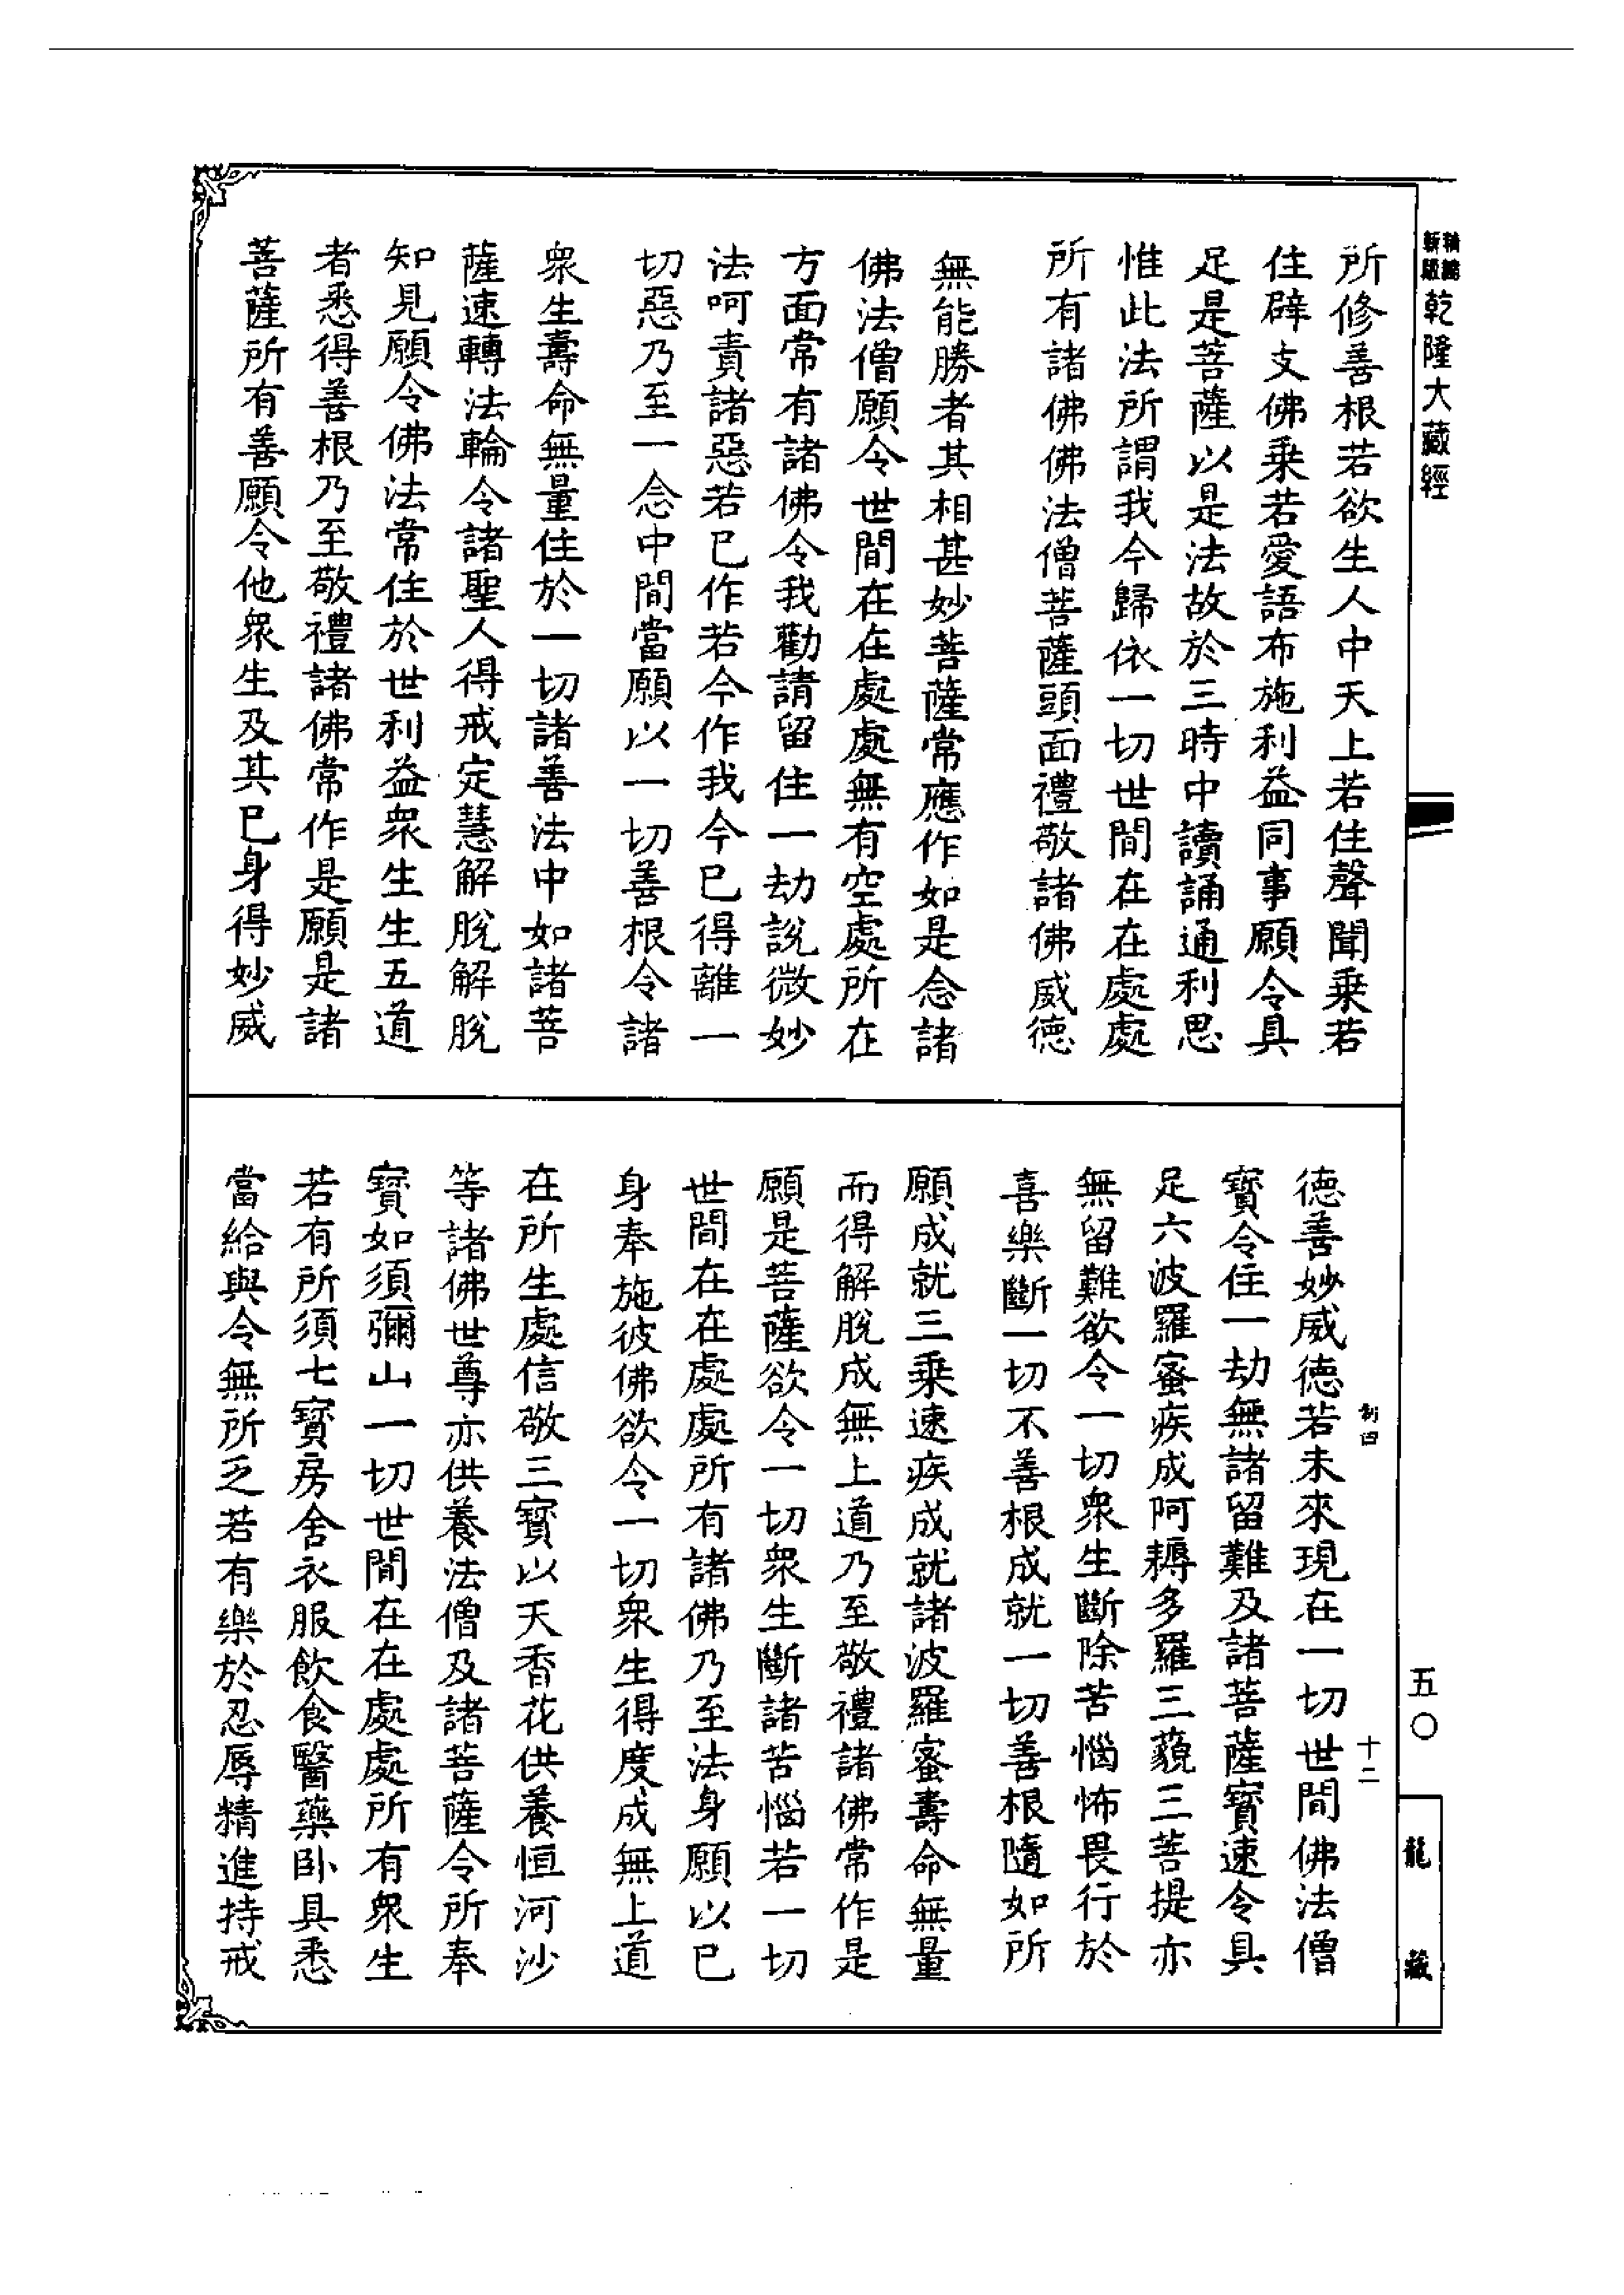 新版精縮乾隆大藏經
所修善根若欲生人中天上若住聲聞乘若
住辟支佛乘若愛語布施利益同事願令具
足是菩薩以是法故於三時中讀誦通利思
惟此法所謂我今歸依一切世間在在處處
所有諸佛佛法僧菩薩頭面禮敬諸佛威德
無能勝者其相甚妙菩薩常應作如是念諸
佛法僧願令世間在在處處無有空處所在
方面常有諸佛令我勸請留住一劫說微妙
法呵責諸惡若已作若今作我今已得離一
切惡乃至一念中間當願以一切善根令諸
眾生壽命無量住於一切諸善法中如諸菩
薩速轉法輪令諸聖人得戒定慧解脫解脫
知見願令佛法常住於世利益眾生生五道
者悉得善根乃至敬禮諸佛常作是願是諸
菩薩所有善願令他眾生及其已身得妙威
德善妙威德若未來現在一切世間佛法僧
寶令住一劫無諸留難及諸菩薩寶速令具
足六波羅蜜疾成阿耨多羅三藐三菩提亦
無留難欲令一切眾生斷除苦惱怖畏行於
喜樂斷一切不善根成就一切善根隨如所
願成就三乘速疾成就諸波羅蜜壽命無量
而得解脫成無上道乃至敬禮諸佛常作是
願是菩薩欲令一切眾生斷諸苦惱若一切
世間在在處處所有諸佛乃至法身願以已
身奉施彼佛欲令一切眾生得度成無上道
在所生處信敬三寶以天香花供養恒河沙
等諸佛世尊亦供養法僧及諸菩薩令所奉
寶如須彌山一切世間在在處處所有眾生
若有所須七寶房舍衣服飲食醫藥臥具悉
當給與令無所乏若有樂於忍辱精進持戒
十二
五〇
龍藏